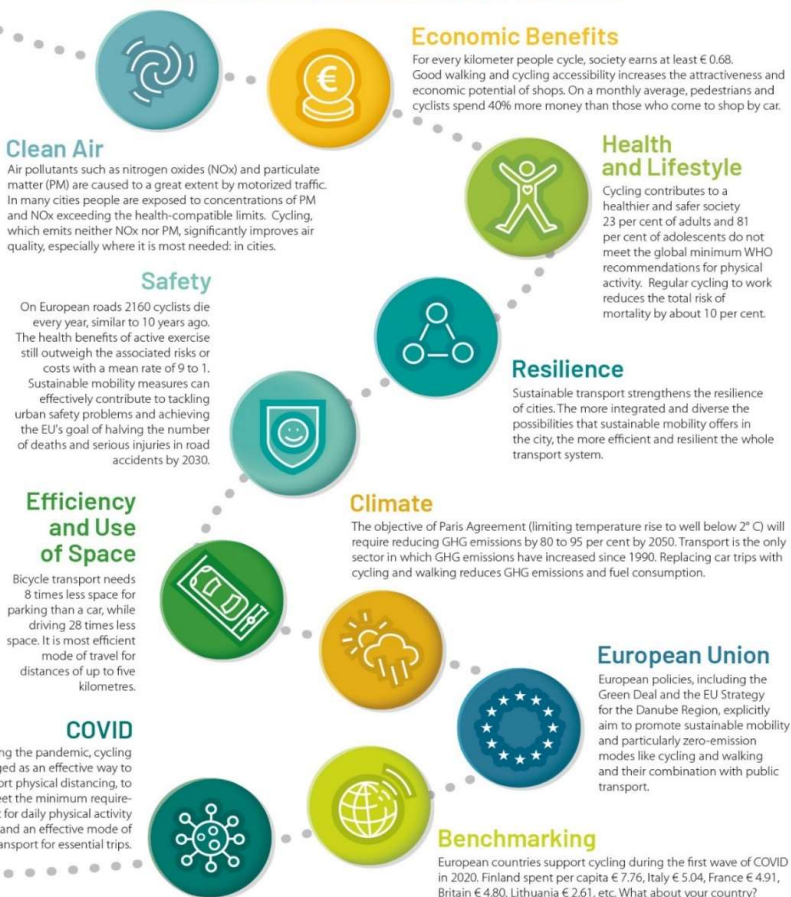 Economic Benefits
For every kilometer people cycle, society earns at least € 0.68.
Good walking and cycling accessibility increases the attractiveness and
economic potential of shops. On a monthly average, pedestrians and
cyclists spend 40% more money than those who come to shop by car.
Clean Air
Air pollutants such as nitrogen oxides (NOx) and particulate
matter (PM) are caused to a great extent by motorized traffic.
In many cities people are exposed to concentrations of PM
and NOx exceeding the health-compatible limits. Cycling,
which emits neither NOx nor PM, significantly improves air
quality, especially where it is most needed: in cities.
Health
and Lifestyle
Cycling contributes to a
healthier and safer society
23 per cent of adults and 81
per cent of adolescents do not
meet the global minimum WHO
recommendations for physical
activity. Regular cycling to work
reduces the total risk of
mortality by about 10 per cent.
Safety
On European roads 2160 cyclists die
every year, similar to 10 years ago.
The health benefits of active exercise
still outweigh the associated risks or
costs with a mean rate of 9 to 1.
Sustainable mobility measures can
effectively contribute to tackling
urban safety problems and achieving
the EU's goal of halving the number
of deaths and serious injuries in road
accidents by 2030.
Resilience
Sustainable transport strengthens the resilience
of cities. The more integrated and diverse the
possibilities that sustainable mobility offers in
the city, the more efficient and resilient the whole
transport system.
Efficiency
and Use
of Space
Bicycle transport needs
8 times less space for
parking than a car, while
driving 28 times less
space. It is most efficient
mode of travel for
distances of up to five
kilometres.
Climate
The objective of Paris Agreement (limiting temperature rise to well below 2° C) will
require reducing GHG emissions by 80 to 95 per cent by 2050. Transport is the only
sector in which GHG emissions have increased since 1990. Replacing car trips with
cycling and walking reduces GHG emissions and fuel consumption.
European Union
European policies, including the
Green Deal and the EU Strategy
for the Danube Region, explicitly
aim to promote sustainable mobility
and particularly zero-emission
modes like cycling and walking
and their combination with public
transport.
COVID
the pandemic, cycling
as an effective way to
physical distancing, to
the minimum require-
for daily physical activity
and an effective mode of
for essential trips.
Benchmarking
European countries support cycling during the first wave of COVID
in 2020. Finland spent per capita € 7.76, Italy € 5.04, France € 4.91,
Britain € 4.80, Lithuania € 2.61, etc. What about your country?